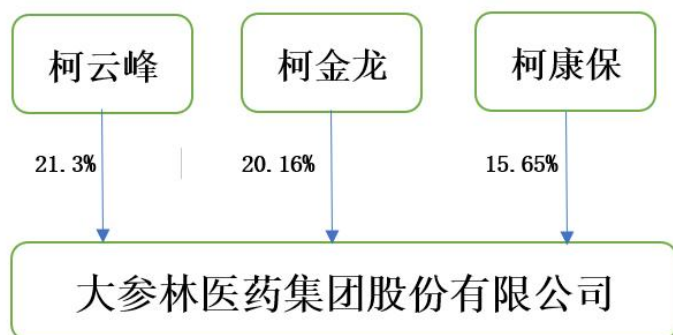 柯云峰 柯金龙 柯康保
21.3% 20.16% 15.65%
大参林医药集团股份有限公司